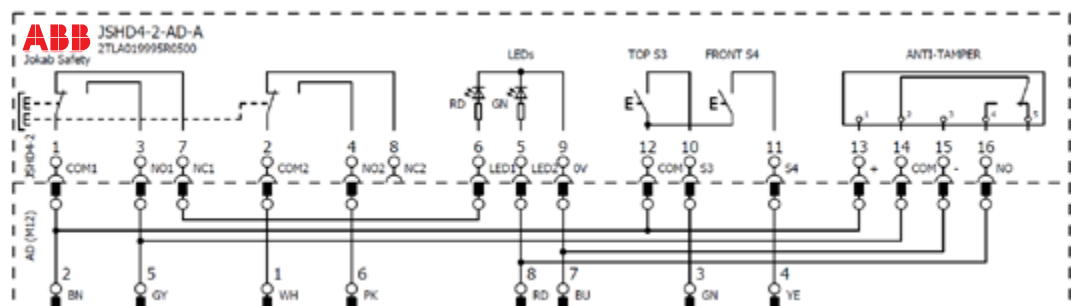 ABB JSHD4-2-AD-A
2TLA019995R0500
Jokab Safety
LEDs TOP S3 FRONT S4 ANTI-TAMPER
RD GN
E E E E
1 2 3 4 5
JSHD4-2
1 3 7 2 4 8 6 5 9 12 10 11 13 14 15 16
COM1 NO1 NC1 COM2 NO2 NC2 LED1 LED2 0V COM S3 S4 + COM - NO
AD (M12)
2 5 1 6 8 7 3 4
BN GY WH PK RD BU GN YE